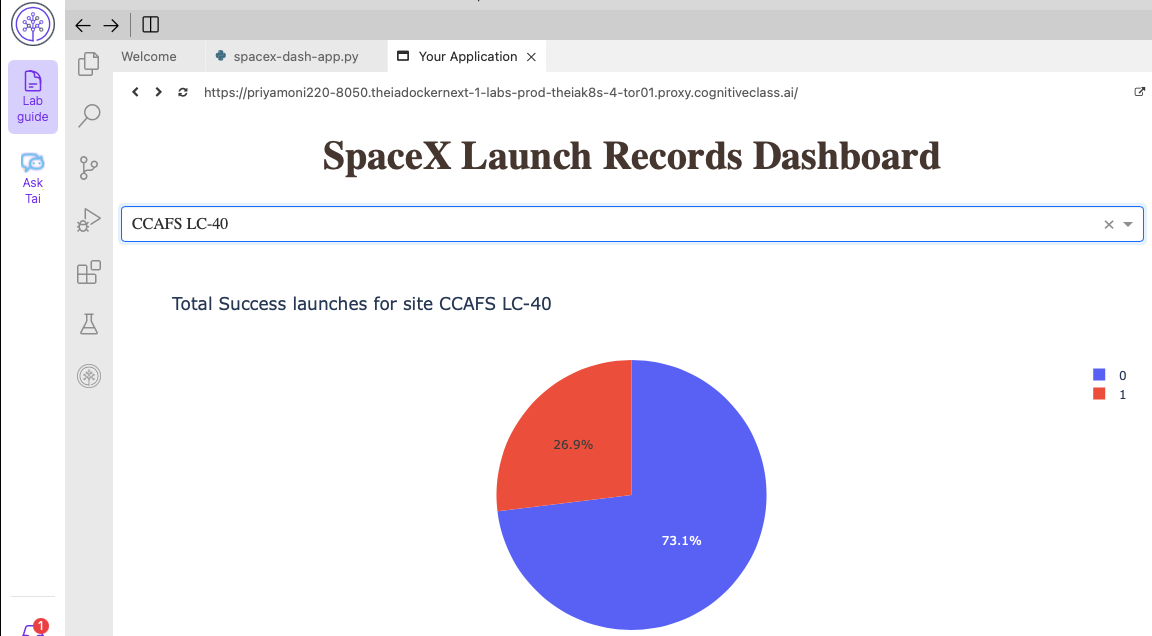 Lab
guide
Ask
Tai
1
Welcome
spacex-dash-app.py
Your Application
https://priyamoni220-8050.theiadockernext-1-labs-prod-theiak8s-4-tor01.proxy.cognitiveclass.ai/
SpaceX Launch Records Dashboard
CCAFS LC-40
Total Success launches for site CCAFS LC-40
0
1
26.9%
73.1%